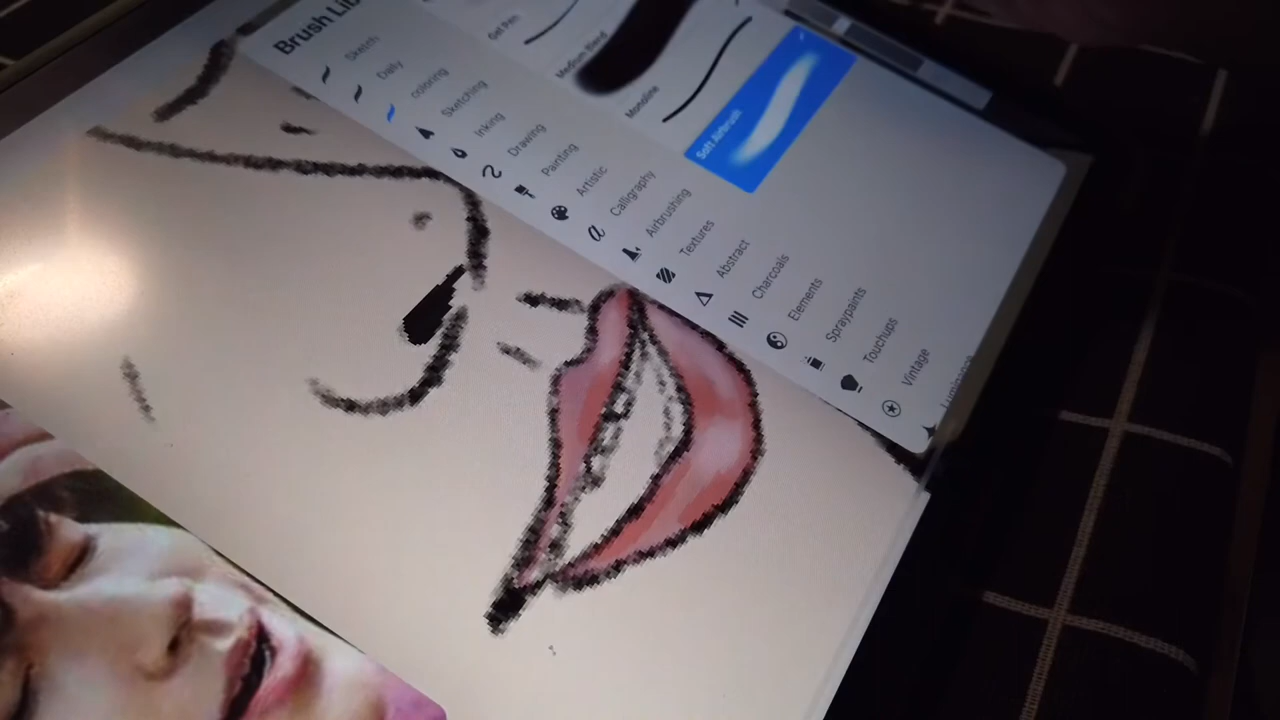 Brush Lib
Sketch
Daily
coloring
Sketching
Inking
Drawing
Painting
Artistic
Calligraphy
Airbrushing
Textures
Abstract
Charcoals
Elements
Spraypaints
Touchups
Vintage
Luminance
Gel Pen
Medium Blend
Monoline
Soft Airbrush